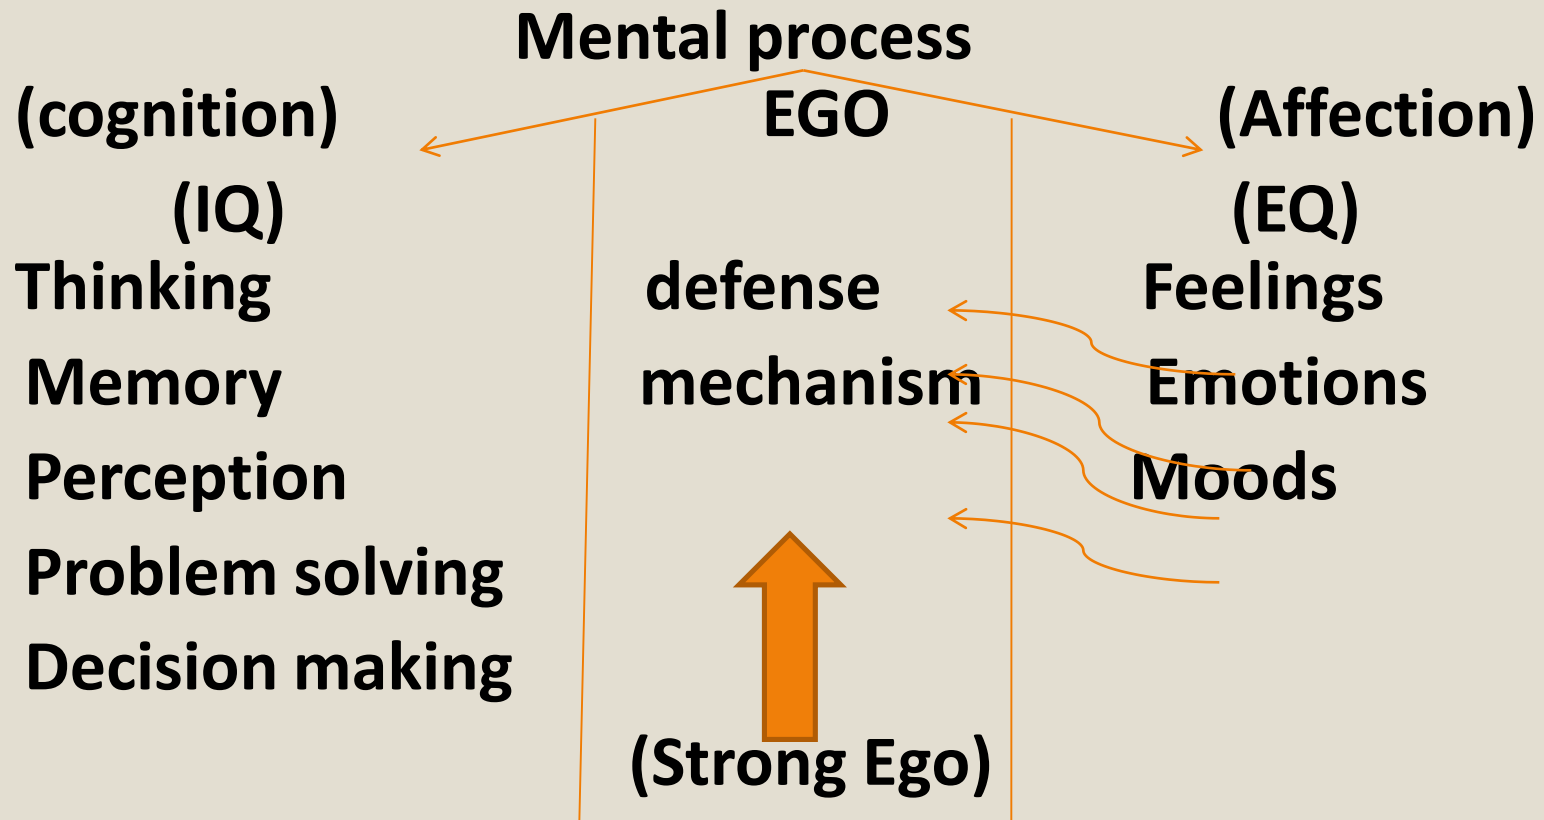 Mental process
(cognition) EGO (Affection)
(IQ) (EQ)
Thinking defense Feelings
Memory mechanism Emotions
Perception Moods
Problem solving
Decision making
(Strong Ego)